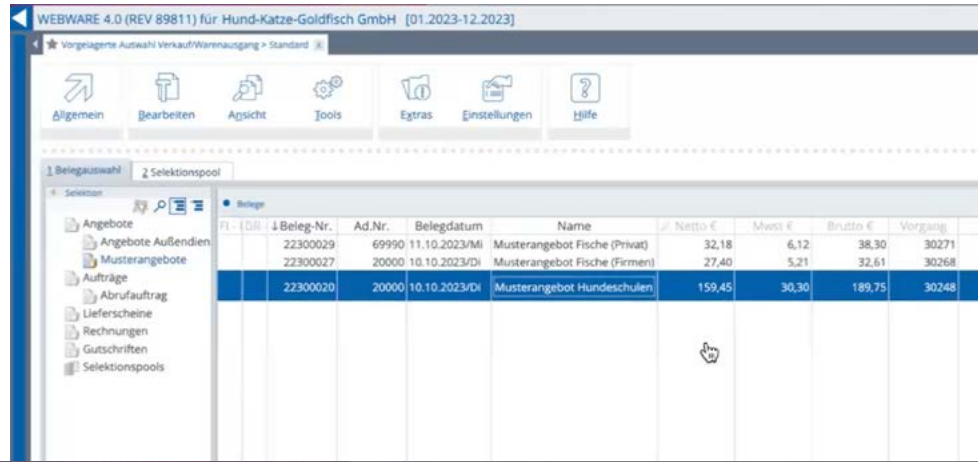 WEBWARE 4.0 (REV 89811) für Hund-Katze-Goldfisch GmbH [01.2023-12.2023]
Vorgelagerte Auswahl Verkauf/Warenausgang > Standard
Allgemein Bearbeiten Ansicht Tools Extras Einstellungen Hilfe
1 Belegauswahl 2 Selektionspool
Selektion
Belege
Angebote
Angebote Außendien
Musterangebote
Aufträge
Abrufauftrag
Lieferscheine
Rechnungen
Gutschriften
Selektionspools
↓Beleg-Nr. Ad.Nr. Belegdatum Name Netto € Mwst € Brutto € Vorgang
22300029 69990 11.10.2023/Mi Musterangebot Fische (Privat) 32,18 6,12 38,30 30271
22300027 20000 10.10.2023/Di Musterangebot Fische (Firmen) 27,40 5,21 32,61 30268
22300020 20000 10.10.2023/Di Musterangebot Hundeschulen 159,45 30,30 189,75 30248